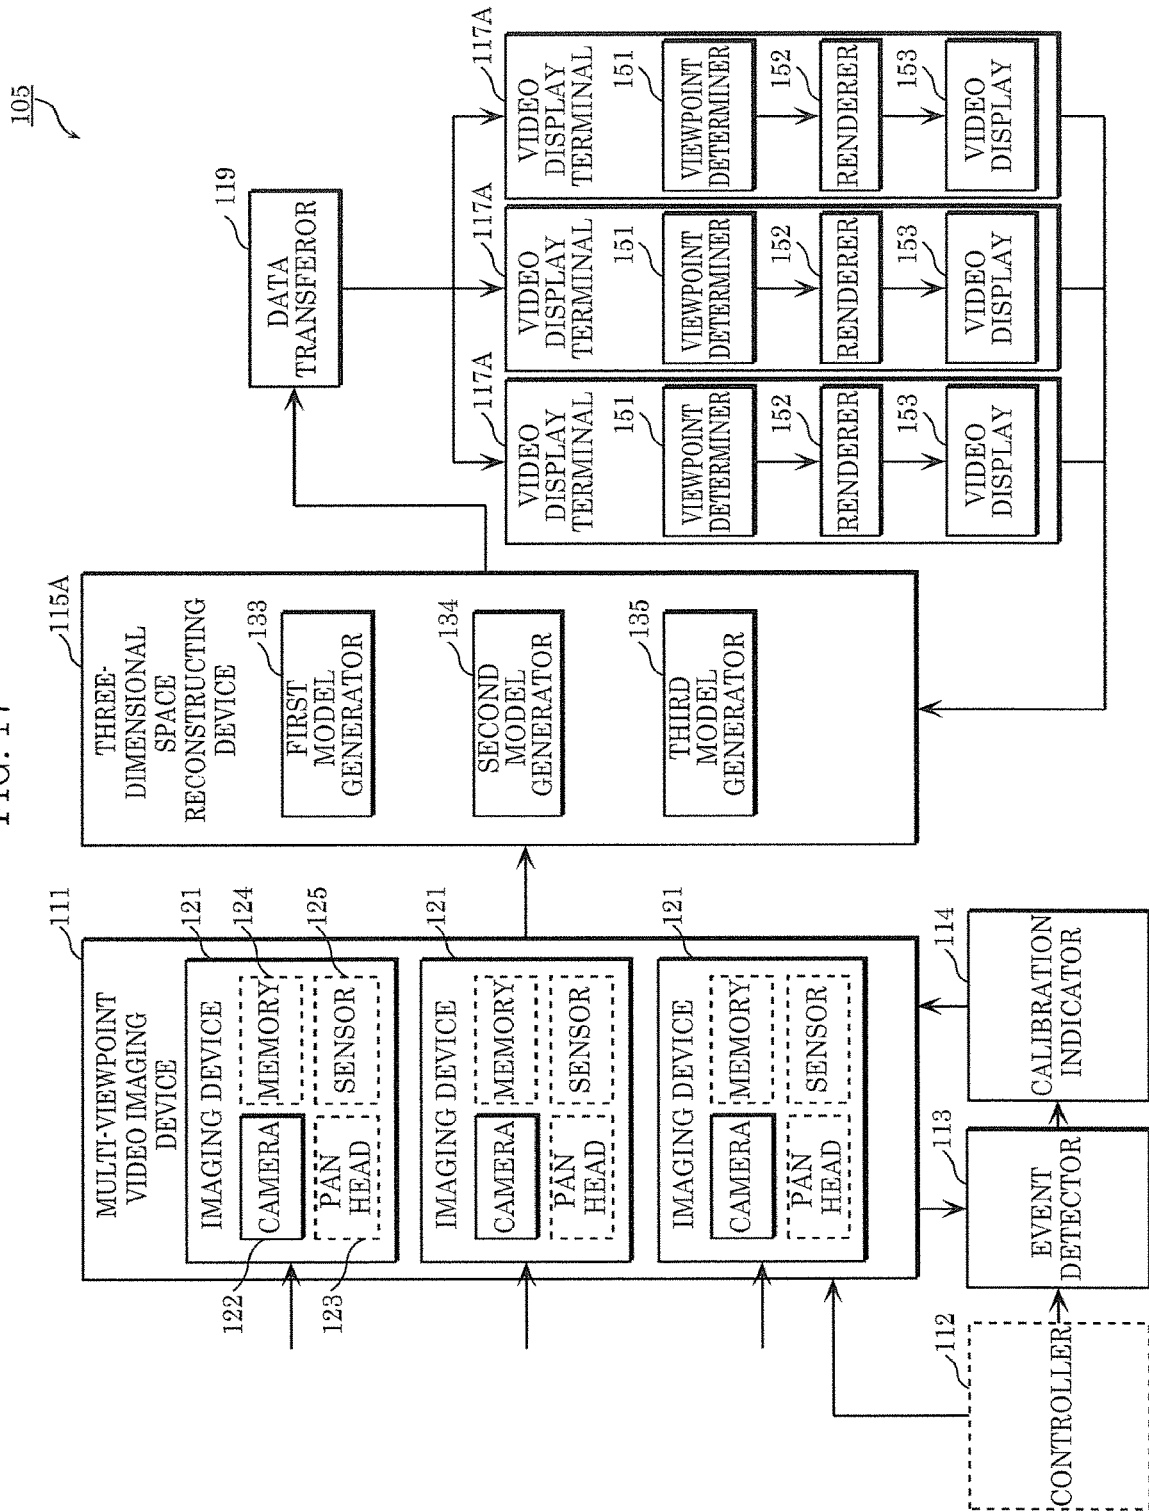 105
111
MULTI-VIEWPOINT
VIDEO IMAGING
DEVICE
121
IMAGING DEVICE
122
CAMERA
124
MEMORY
123
PAN
HEAD
125
SENSOR
121
IMAGING DEVICE
CAMERA
MEMORY
PAN
HEAD
SENSOR
121
IMAGING DEVICE
CAMERA
MEMORY
PAN
HEAD
SENSOR
112
CONTROLLER
113
EVENT
DETECTOR
114
CALIBRATION
INDICATOR
115A
THREE-
DIMENSIONAL
SPACE
RECONSTRUCTING
DEVICE
133
FIRST
MODEL
GENERATOR
134
SECOND
MODEL
GENERATOR
135
THIRD
MODEL
GENERATOR
119
DATA
TRANSFEROR
117A
VIDEO
DISPLAY
TERMINAL
151
VIEWPOINT
DETERMINER
152
RENDERER
153
VIDEO
DISPLAY
117A
VIDEO
DISPLAY
TERMINAL
151
VIEWPOINT
DETERMINER
152
RENDERER
153
VIDEO
DISPLAY
117A
VIDEO
DISPLAY
TERMINAL
151
VIEWPOINT
DETERMINER
152
RENDERER
153
VIDEO
DISPLAY